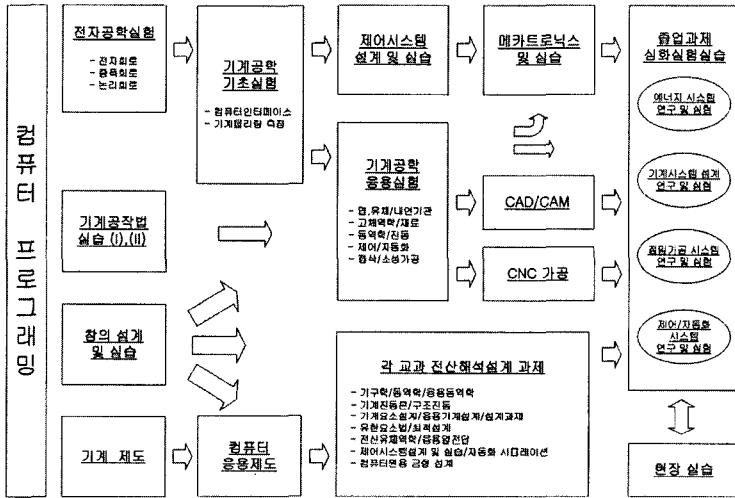 컴퓨터 프로그래밍
전자공학실험
- 전자회로
- 증폭회로
- 논리회로
기계공작법
실습 (I),(II)
창의 설계
및 실습
기계 제도
기계공학
기초실험
- 컴퓨터인터페이스
- 기계물리량 측정
컴퓨터
응용제도
제어시스템
설계 및 실습
기계공학
응용실험
- 열,유체/내연기관
- 고체역학/재료
- 동역학/진동
- 제어/자동화
- 절삭/소성가공
메카트로닉스
및 실습
CAD/CAM
CNC 가공
각 교과 전산해석설계 과제
- 기구학/동역학/응용동역학
- 기계진동론/구조진동
- 기계요소설계/응용기계설계/설계과제
- 유한요소법/최적설계
- 전산유체역학/응용열전달
- 제어시스템설계 및 실습/자동화 시뮬레이션
- 컴퓨터원용 금형 설계
졸업과제
심화실험실습
에너지 시스템
연구 및 실험
기계시스템 설계
연구 및 실험
정밀가공 시스템
연구 및 실험
제어/자동화
시스템
연구 및 실험
현장 실습